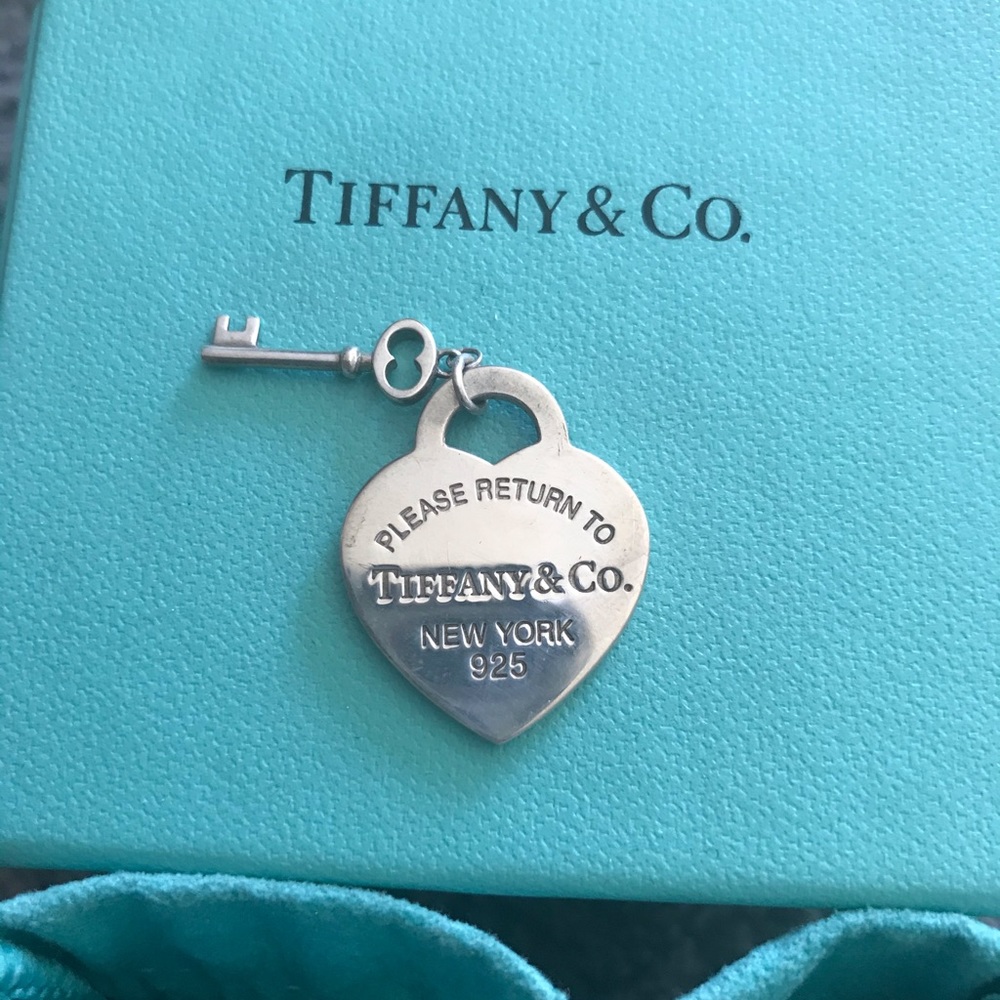 TIFFANY & CO.
PLEASE RETURN TO
TIFFANY & CO.
NEW YORK
925